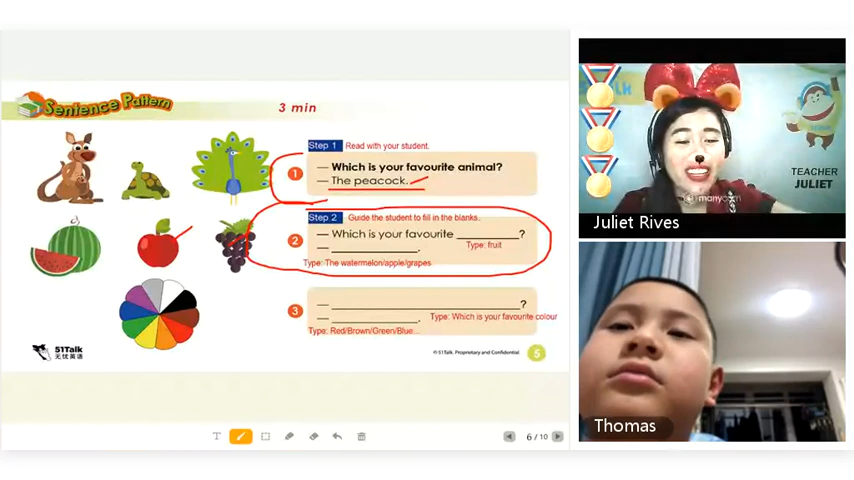 Sentence Pattern
3 min
Step 1 Read with your student.
1
— Which is your favourite animal?
— The peacock.
Step 2 Guide the student to fill in the blanks.
2
— Which is your favourite __________?
Type: fruit
— ______________.
Type: The watermelon/apple/grapes
3
— ______________________________?
— ______________. Type: Which is your favourite colour
Type: Red/Brown/Green/Blue...
51Talk
无忧英语
©51Talk. Proprietary and Confidential
5
T
6 / 10
TEACHER
JULIET
manycam
Juliet Rives
Thomas